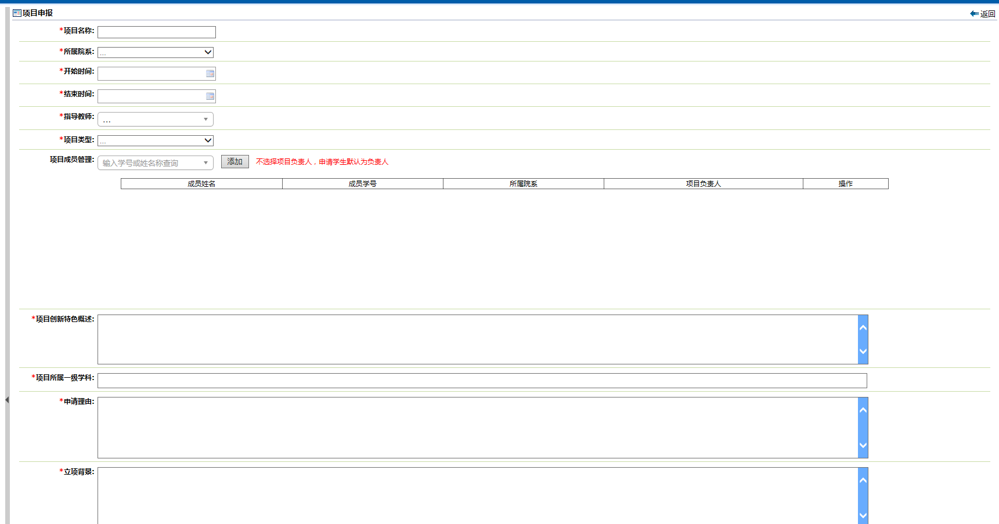 项目申报
返回
*项目名称:
*所属院系: ...
*开始时间:
*结束时间:
*指导教师: ...
*项目类型: ...
项目成员管理: 输入学号或姓名称查询 添加 不选择项目负责人，申请学生默认为负责人
成员姓名 成员学号 所属院系 项目负责人 操作
*项目创新特色概述:
*项目所属一级学科:
*申请理由:
*立项背景: